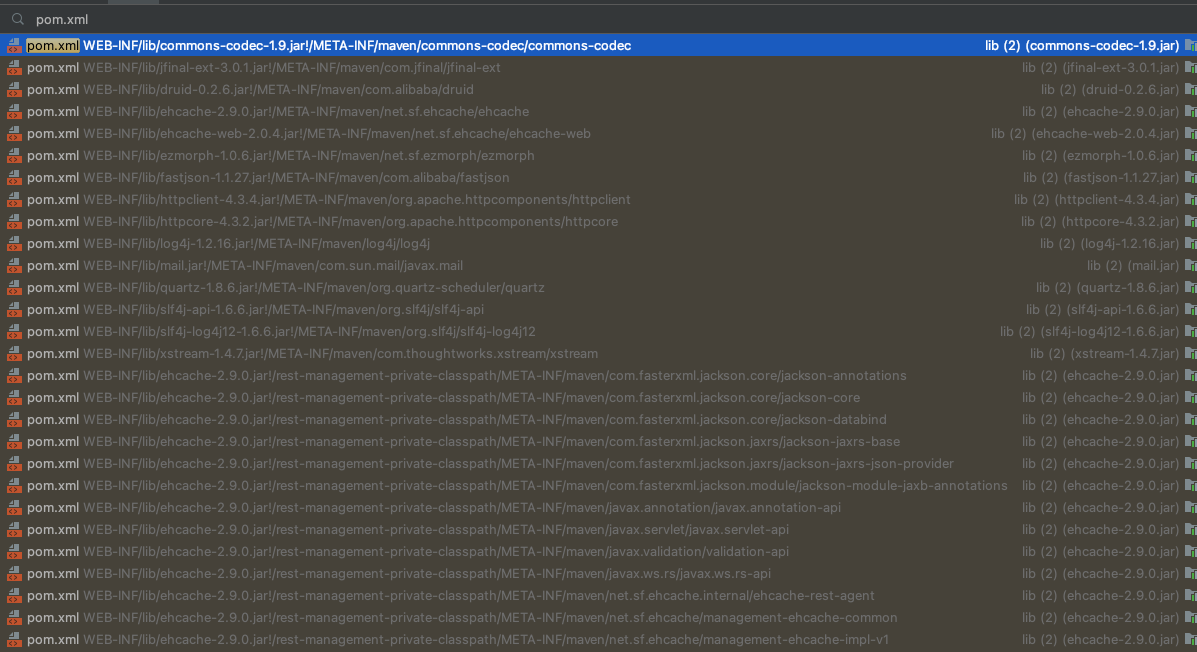 pom.xml
pom.xml WEB-INF/lib/commons-codec-1.9.jar!/META-INF/maven/commons-codec/commons-codec lib (2) (commons-codec-1.9.jar)
pom.xml WEB-INF/lib/jfinal-ext-3.0.1.jar!/META-INF/maven/com.jfinal/jfinal-ext lib (2) (jfinal-ext-3.0.1.jar)
pom.xml WEB-INF/lib/druid-0.2.6.jar!/META-INF/maven/com.alibaba/druid lib (2) (druid-0.2.6.jar)
pom.xml WEB-INF/lib/ehcache-2.9.0.jar!/META-INF/maven/net.sf.ehcache/ehcache lib (2) (ehcache-2.9.0.jar)
pom.xml WEB-INF/lib/ehcache-web-2.0.4.jar!/META-INF/maven/net.sf.ehcache/ehcache-web lib (2) (ehcache-web-2.0.4.jar)
pom.xml WEB-INF/lib/ezmorph-1.0.6.jar!/META-INF/maven/net.sf.ezmorph/ezmorph lib (2) (ezmorph-1.0.6.jar)
pom.xml WEB-INF/lib/fastjson-1.1.27.jar!/META-INF/maven/com.alibaba/fastjson lib (2) (fastjson-1.1.27.jar)
pom.xml WEB-INF/lib/httpclient-4.3.4.jar!/META-INF/maven/org.apache.httpcomponents/httpclient lib (2) (httpclient-4.3.4.jar)
pom.xml WEB-INF/lib/httpcore-4.3.2.jar!/META-INF/maven/org.apache.httpcomponents/httpcore lib (2) (httpcore-4.3.2.jar)
pom.xml WEB-INF/lib/log4j-1.2.16.jar!/META-INF/maven/log4j/log4j lib (2) (log4j-1.2.16.jar)
pom.xml WEB-INF/lib/mail.jar!/META-INF/maven/com.sun.mail/javax.mail lib (2) (mail.jar)
pom.xml WEB-INF/lib/quartz-1.8.6.jar!/META-INF/maven/org.quartz-scheduler/quartz lib (2) (quartz-1.8.6.jar)
pom.xml WEB-INF/lib/slf4j-api-1.6.6.jar!/META-INF/maven/org.slf4j/slf4j-api lib (2) (slf4j-api-1.6.6.jar)
pom.xml WEB-INF/lib/slf4j-log4j12-1.6.6.jar!/META-INF/maven/org.slf4j/slf4j-log4j12 lib (2) (slf4j-log4j12-1.6.6.jar)
pom.xml WEB-INF/lib/xstream-1.4.7.jar!/META-INF/maven/com.thoughtworks.xstream/xstream lib (2) (xstream-1.4.7.jar)
pom.xml WEB-INF/lib/ehcache-2.9.0.jar!/rest-management-private-classpath/META-INF/maven/com.fasterxml.jackson.core/jackson-annotations lib (2) (ehcache-2.9.0.jar)
pom.xml WEB-INF/lib/ehcache-2.9.0.jar!/rest-management-private-classpath/META-INF/maven/com.fasterxml.jackson.core/jackson-core lib (2) (ehcache-2.9.0.jar)
pom.xml WEB-INF/lib/ehcache-2.9.0.jar!/rest-management-private-classpath/META-INF/maven/com.fasterxml.jackson.core/jackson-databind lib (2) (ehcache-2.9.0.jar)
pom.xml WEB-INF/lib/ehcache-2.9.0.jar!/rest-management-private-classpath/META-INF/maven/com.fasterxml.jackson.jaxrs/jackson-jaxrs-base lib (2) (ehcache-2.9.0.jar)
pom.xml WEB-INF/lib/ehcache-2.9.0.jar!/rest-management-private-classpath/META-INF/maven/com.fasterxml.jackson.jaxrs/jackson-jaxrs-json-provider lib (2) (ehcache-2.9.0.jar)
pom.xml WEB-INF/lib/ehcache-2.9.0.jar!/rest-management-private-classpath/META-INF/maven/com.fasterxml.jackson.module/jackson-module-jaxb-annotations lib (2) (ehcache-2.9.0.jar)
pom.xml WEB-INF/lib/ehcache-2.9.0.jar!/rest-management-private-classpath/META-INF/maven/javax.annotation/javax.annotation-api lib (2) (ehcache-2.9.0.jar)
pom.xml WEB-INF/lib/ehcache-2.9.0.jar!/rest-management-private-classpath/META-INF/maven/javax.servlet/javax.servlet-api lib (2) (ehcache-2.9.0.jar)
pom.xml WEB-INF/lib/ehcache-2.9.0.jar!/rest-management-private-classpath/META-INF/maven/javax.validation/validation-api lib (2) (ehcache-2.9.0.jar)
pom.xml WEB-INF/lib/ehcache-2.9.0.jar!/rest-management-private-classpath/META-INF/maven/javax.ws.rs/javax.ws.rs-api lib (2) (ehcache-2.9.0.jar)
pom.xml WEB-INF/lib/ehcache-2.9.0.jar!/rest-management-private-classpath/META-INF/maven/net.sf.ehcache.internal/ehcache-rest-agent lib (2) (ehcache-2.9.0.jar)
pom.xml WEB-INF/lib/ehcache-2.9.0.jar!/rest-management-private-classpath/META-INF/maven/net.sf.ehcache/management-ehcache-common lib (2) (ehcache-2.9.0.jar)
pom.xml WEB-INF/lib/ehcache-2.9.0.jar!/rest-management-private-classpath/META-INF/maven/net.sf.ehcache/management-ehcache-impl-v1 lib (2) (ehcache-2.9.0.jar)